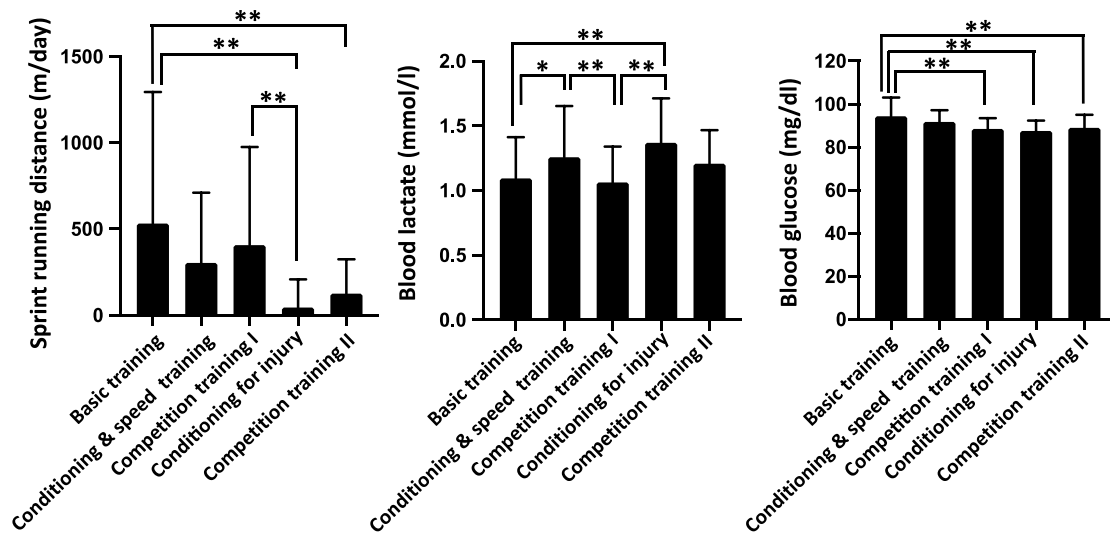 Sprint running distance (m/day)
1500
1000
500
0
**
**
**
Basic training
Conditioning & speed training
Competition training I
Conditioning for injury
Competition training II
Blood lactate (mmol/l)
2.0
1.5
1.0
0.5
0.0
**
*
**
**
Basic training
Conditioning & speed training
Competition training I
Conditioning for injury
Competition training II
Blood glucose (mg/dl)
120
100
80
60
40
20
0
**
**
**
Basic training
Conditioning & speed training
Competition training I
Conditioning for injury
Competition training II